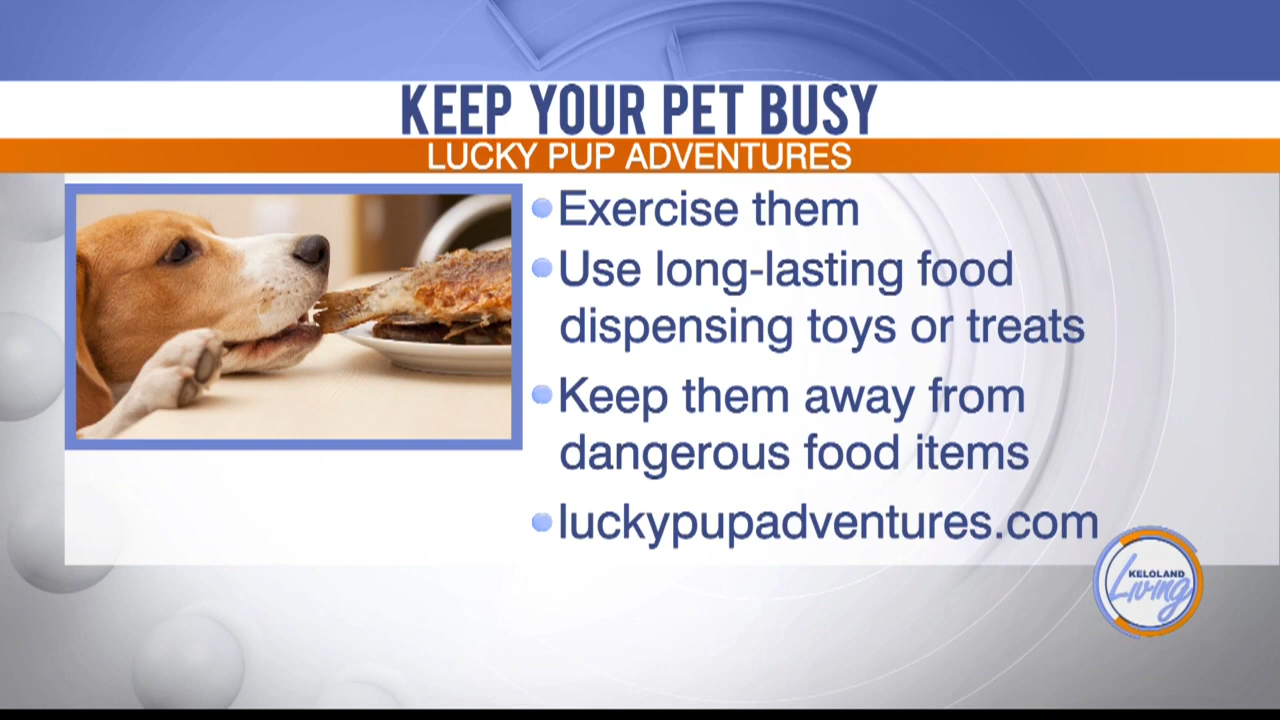 KEEP YOUR PET BUSY
LUCKY PUP ADVENTURES
Exercise them
Use long-lasting food
dispensing toys or treats
Keep them away from
dangerous food items
luckypupadventures.com
KELOLAND
Living